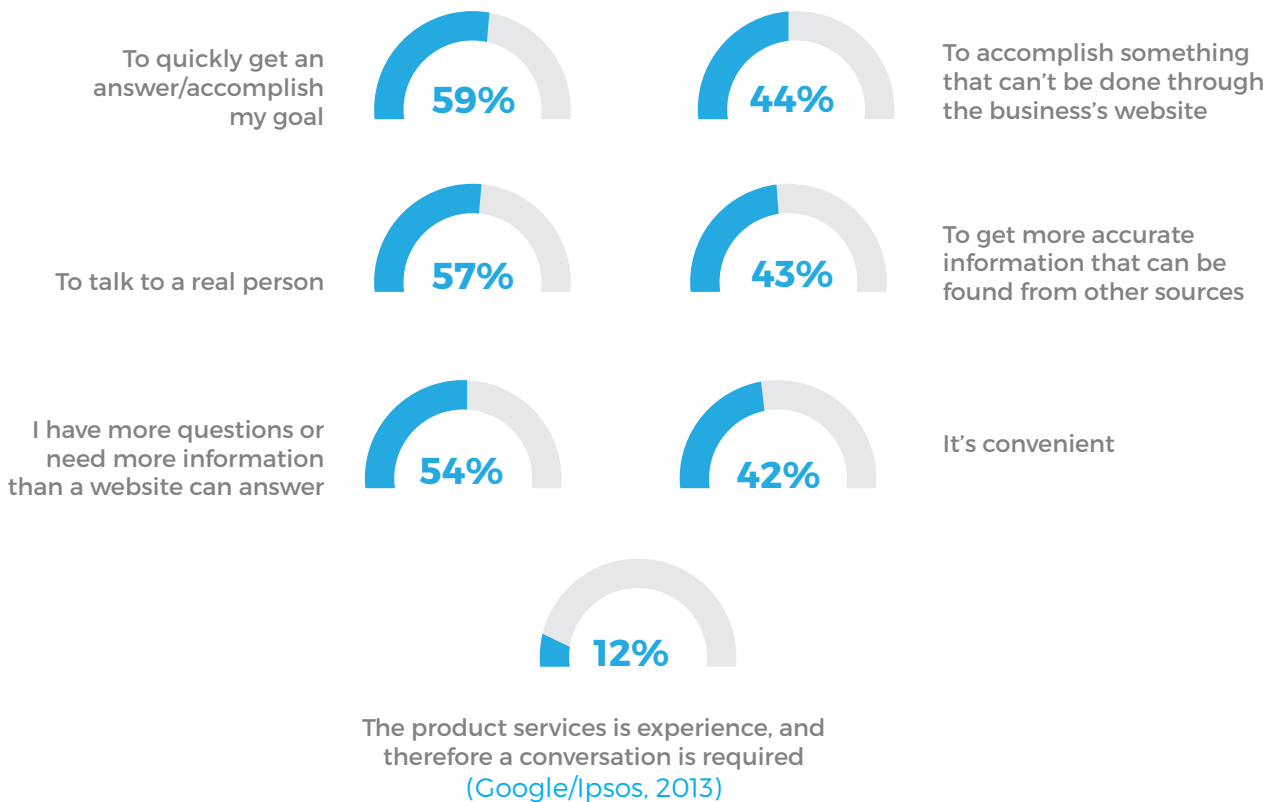 To quickly get an
answer/accomplish
my goal
59%
44%
To accomplish something
that can't be done through
the business's website
To talk to a real person
57%
43%
To get more accurate
information that can be
found from other sources
I have more questions or
need more information
than a website can answer
54%
42%
It's convenient
12%
The product services is experience, and
therefore a conversation is required
(Google/Ipsos, 2013)